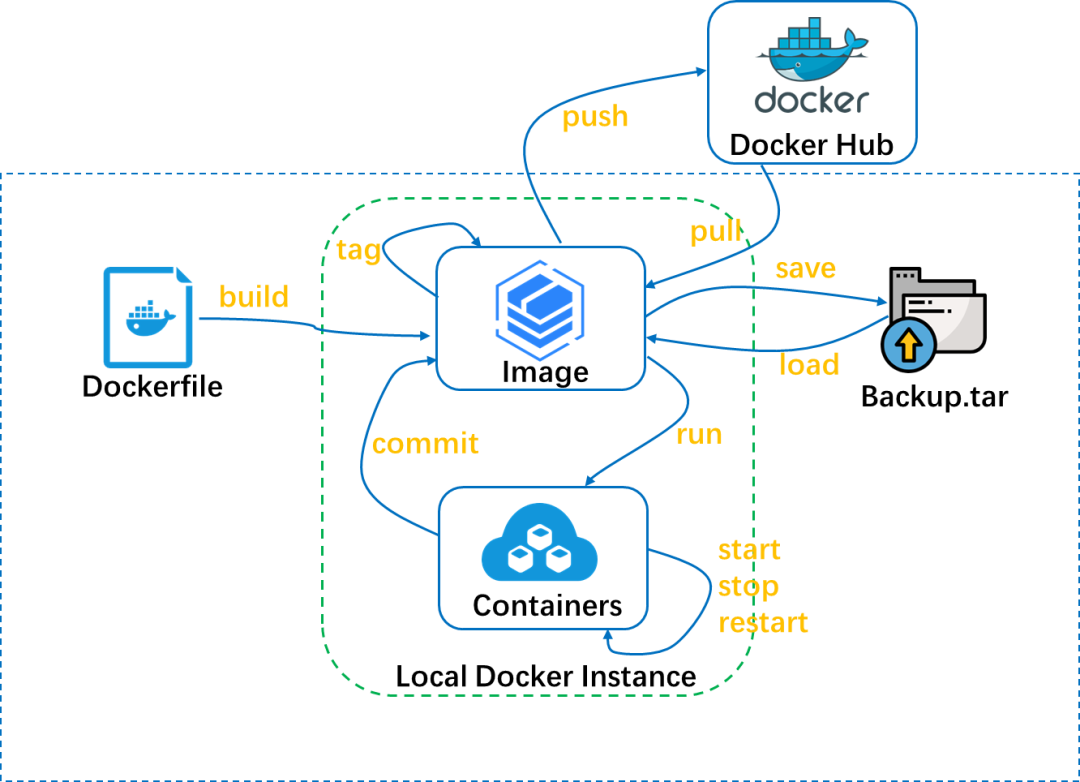 docker
Docker Hub
push
pull
tag
save
build
Image
load
Dockerfile
Backup.tar
commit
run
start
stop
restart
Containers
Local Docker Instance